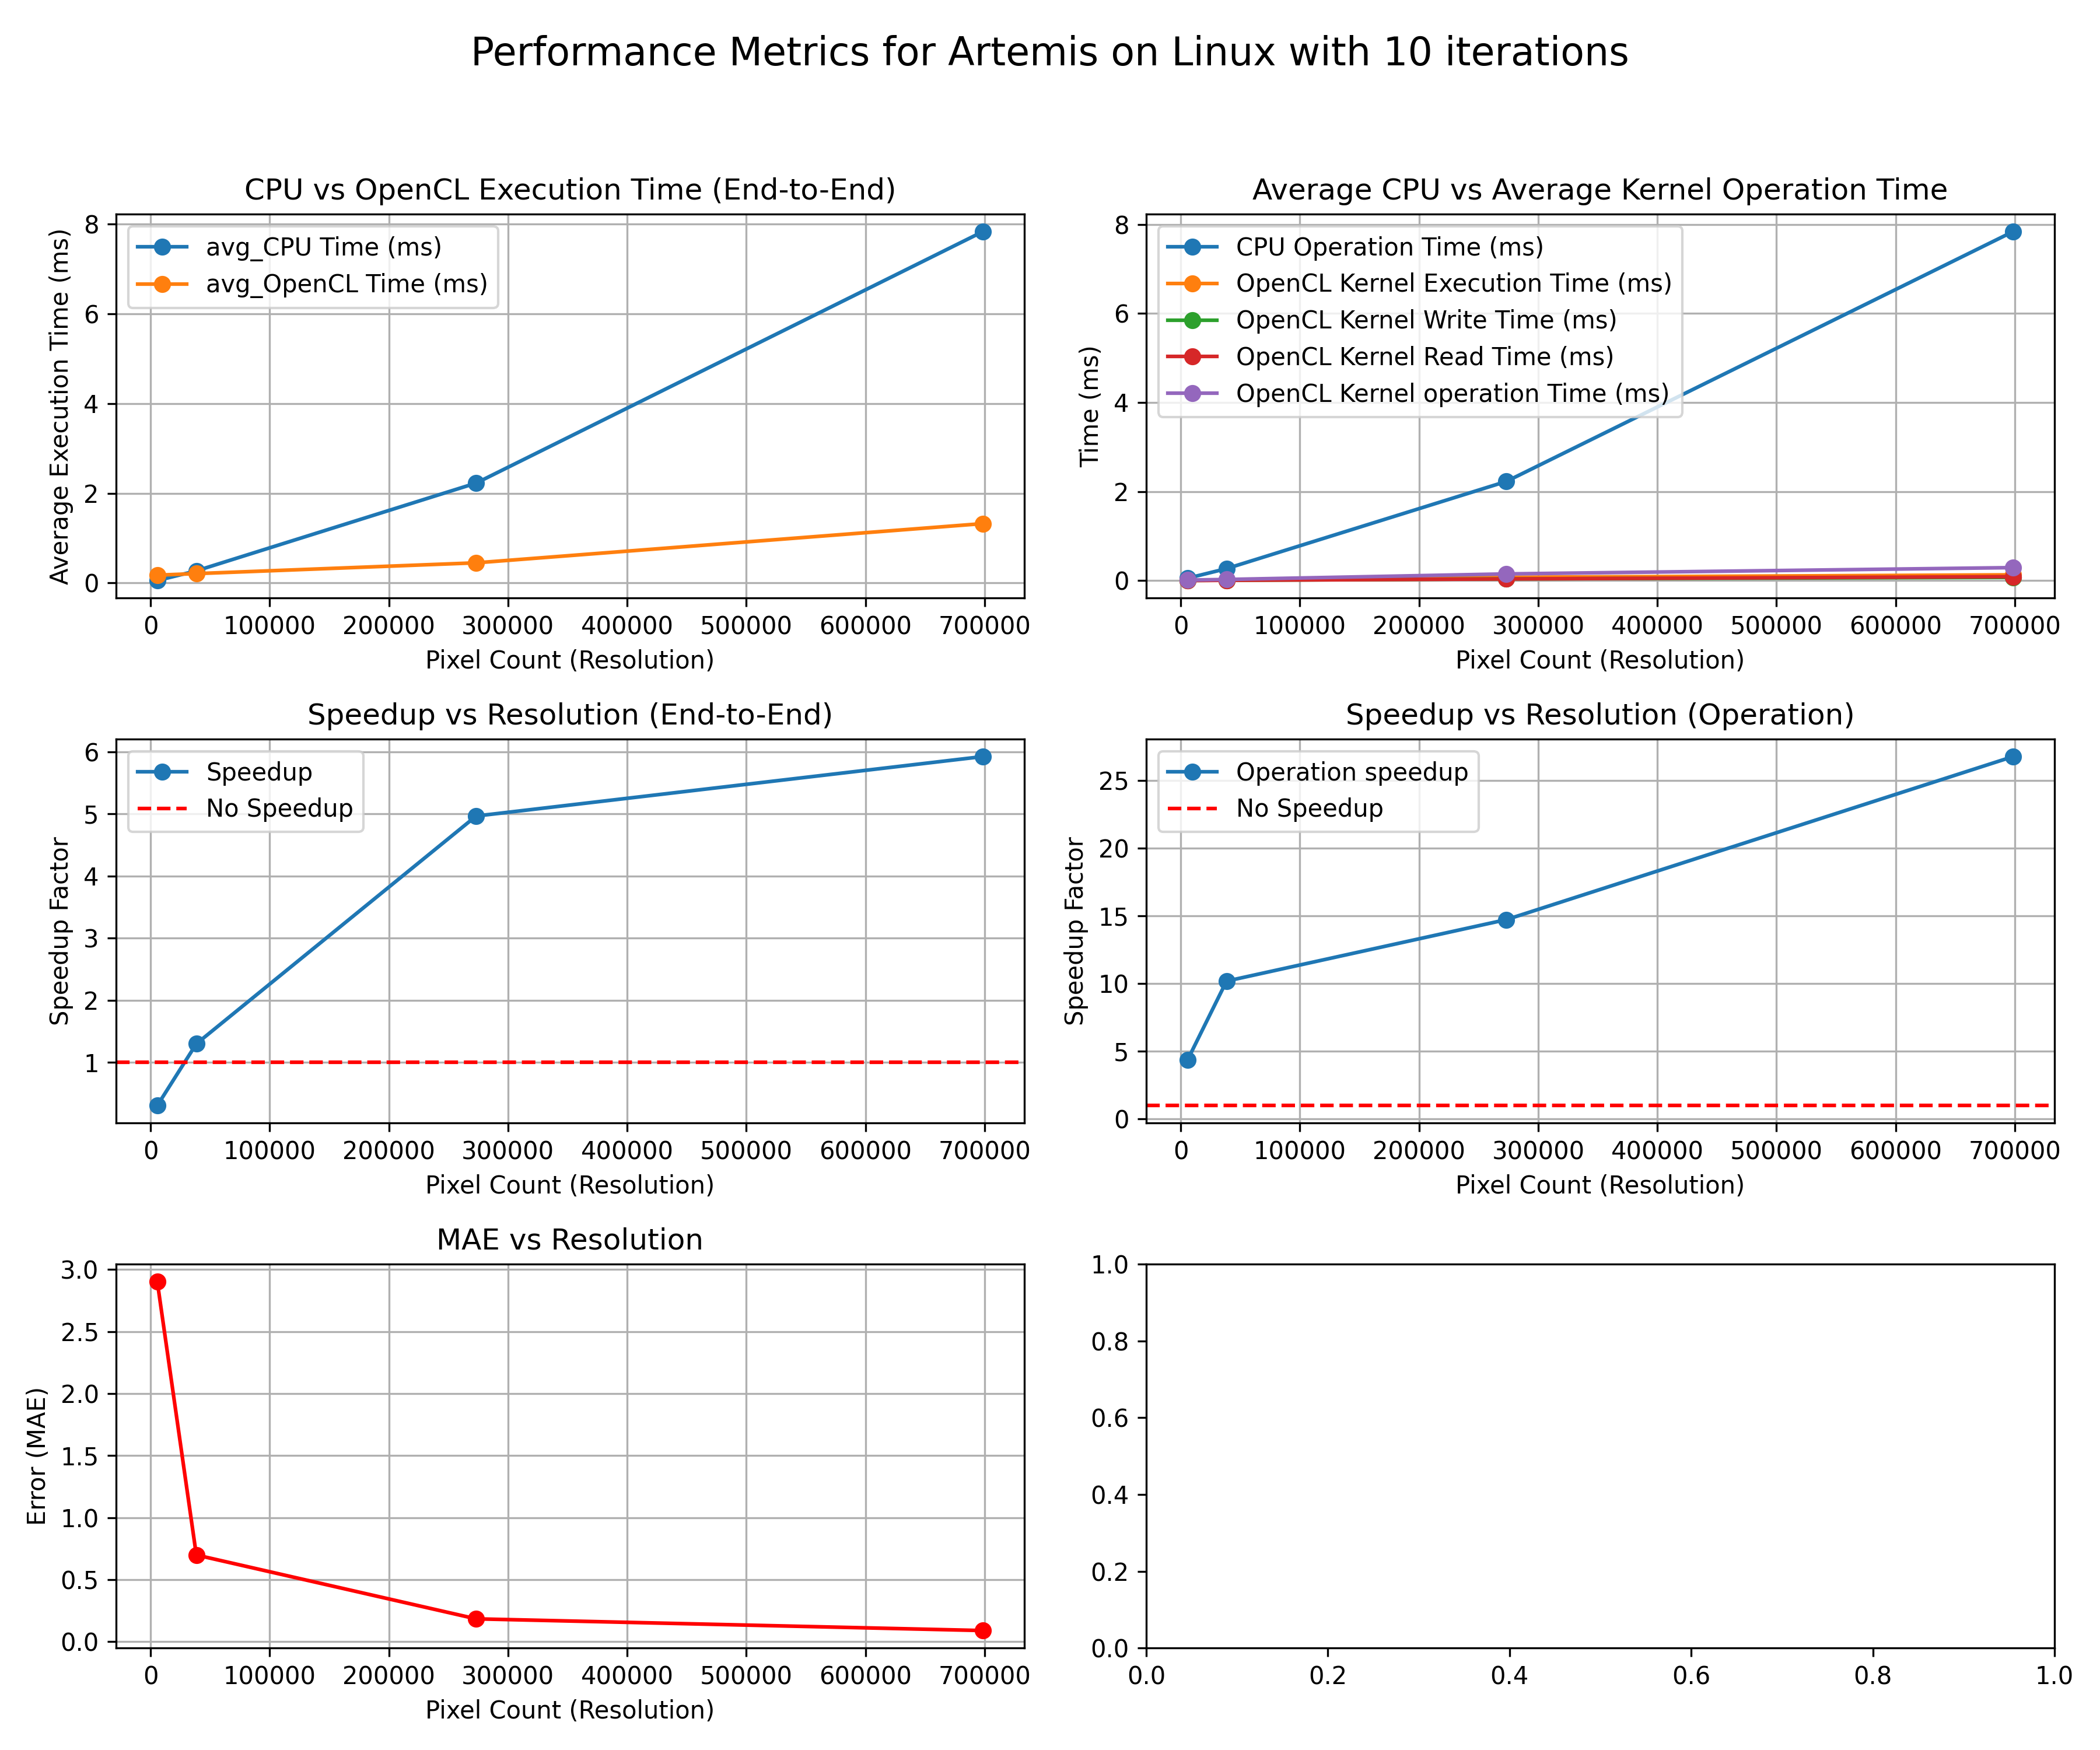 Performance Metrics for Artemis on Linux with 10 iterations
CPU vs OpenCL Execution Time (End-to-End)
avg_CPU Time (ms)
avg_OpenCL Time (ms)
Average Execution Time (ms)
8
6
4
2
0
0 100000 200000 300000 400000 500000 600000 700000
Pixel Count (Resolution)
Average CPU vs Average Kernel Operation Time
CPU Operation Time (ms)
OpenCL Kernel Execution Time (ms)
OpenCL Kernel Write Time (ms)
OpenCL Kernel Read Time (ms)
OpenCL Kernel operation Time (ms)
Time (ms)
8
6
4
2
0
0 100000 200000 300000 400000 500000 600000 700000
Pixel Count (Resolution)
Speedup vs Resolution (End-to-End)
Speedup
No Speedup
Speedup Factor
6
5
4
3
2
1
0 100000 200000 300000 400000 500000 600000 700000
Pixel Count (Resolution)
Speedup vs Resolution (Operation)
Operation speedup
No Speedup
Speedup Factor
25
20
15
10
5
0
0 100000 200000 300000 400000 500000 600000 700000
Pixel Count (Resolution)
MAE vs Resolution
Error (MAE)
3.0
2.5
2.0
1.5
1.0
0.5
0.0
0 100000 200000 300000 400000 500000 600000 700000
Pixel Count (Resolution)
1.0
0.8
0.6
0.4
0.2
0.0
0.0 0.2 0.4 0.6 0.8 1.0